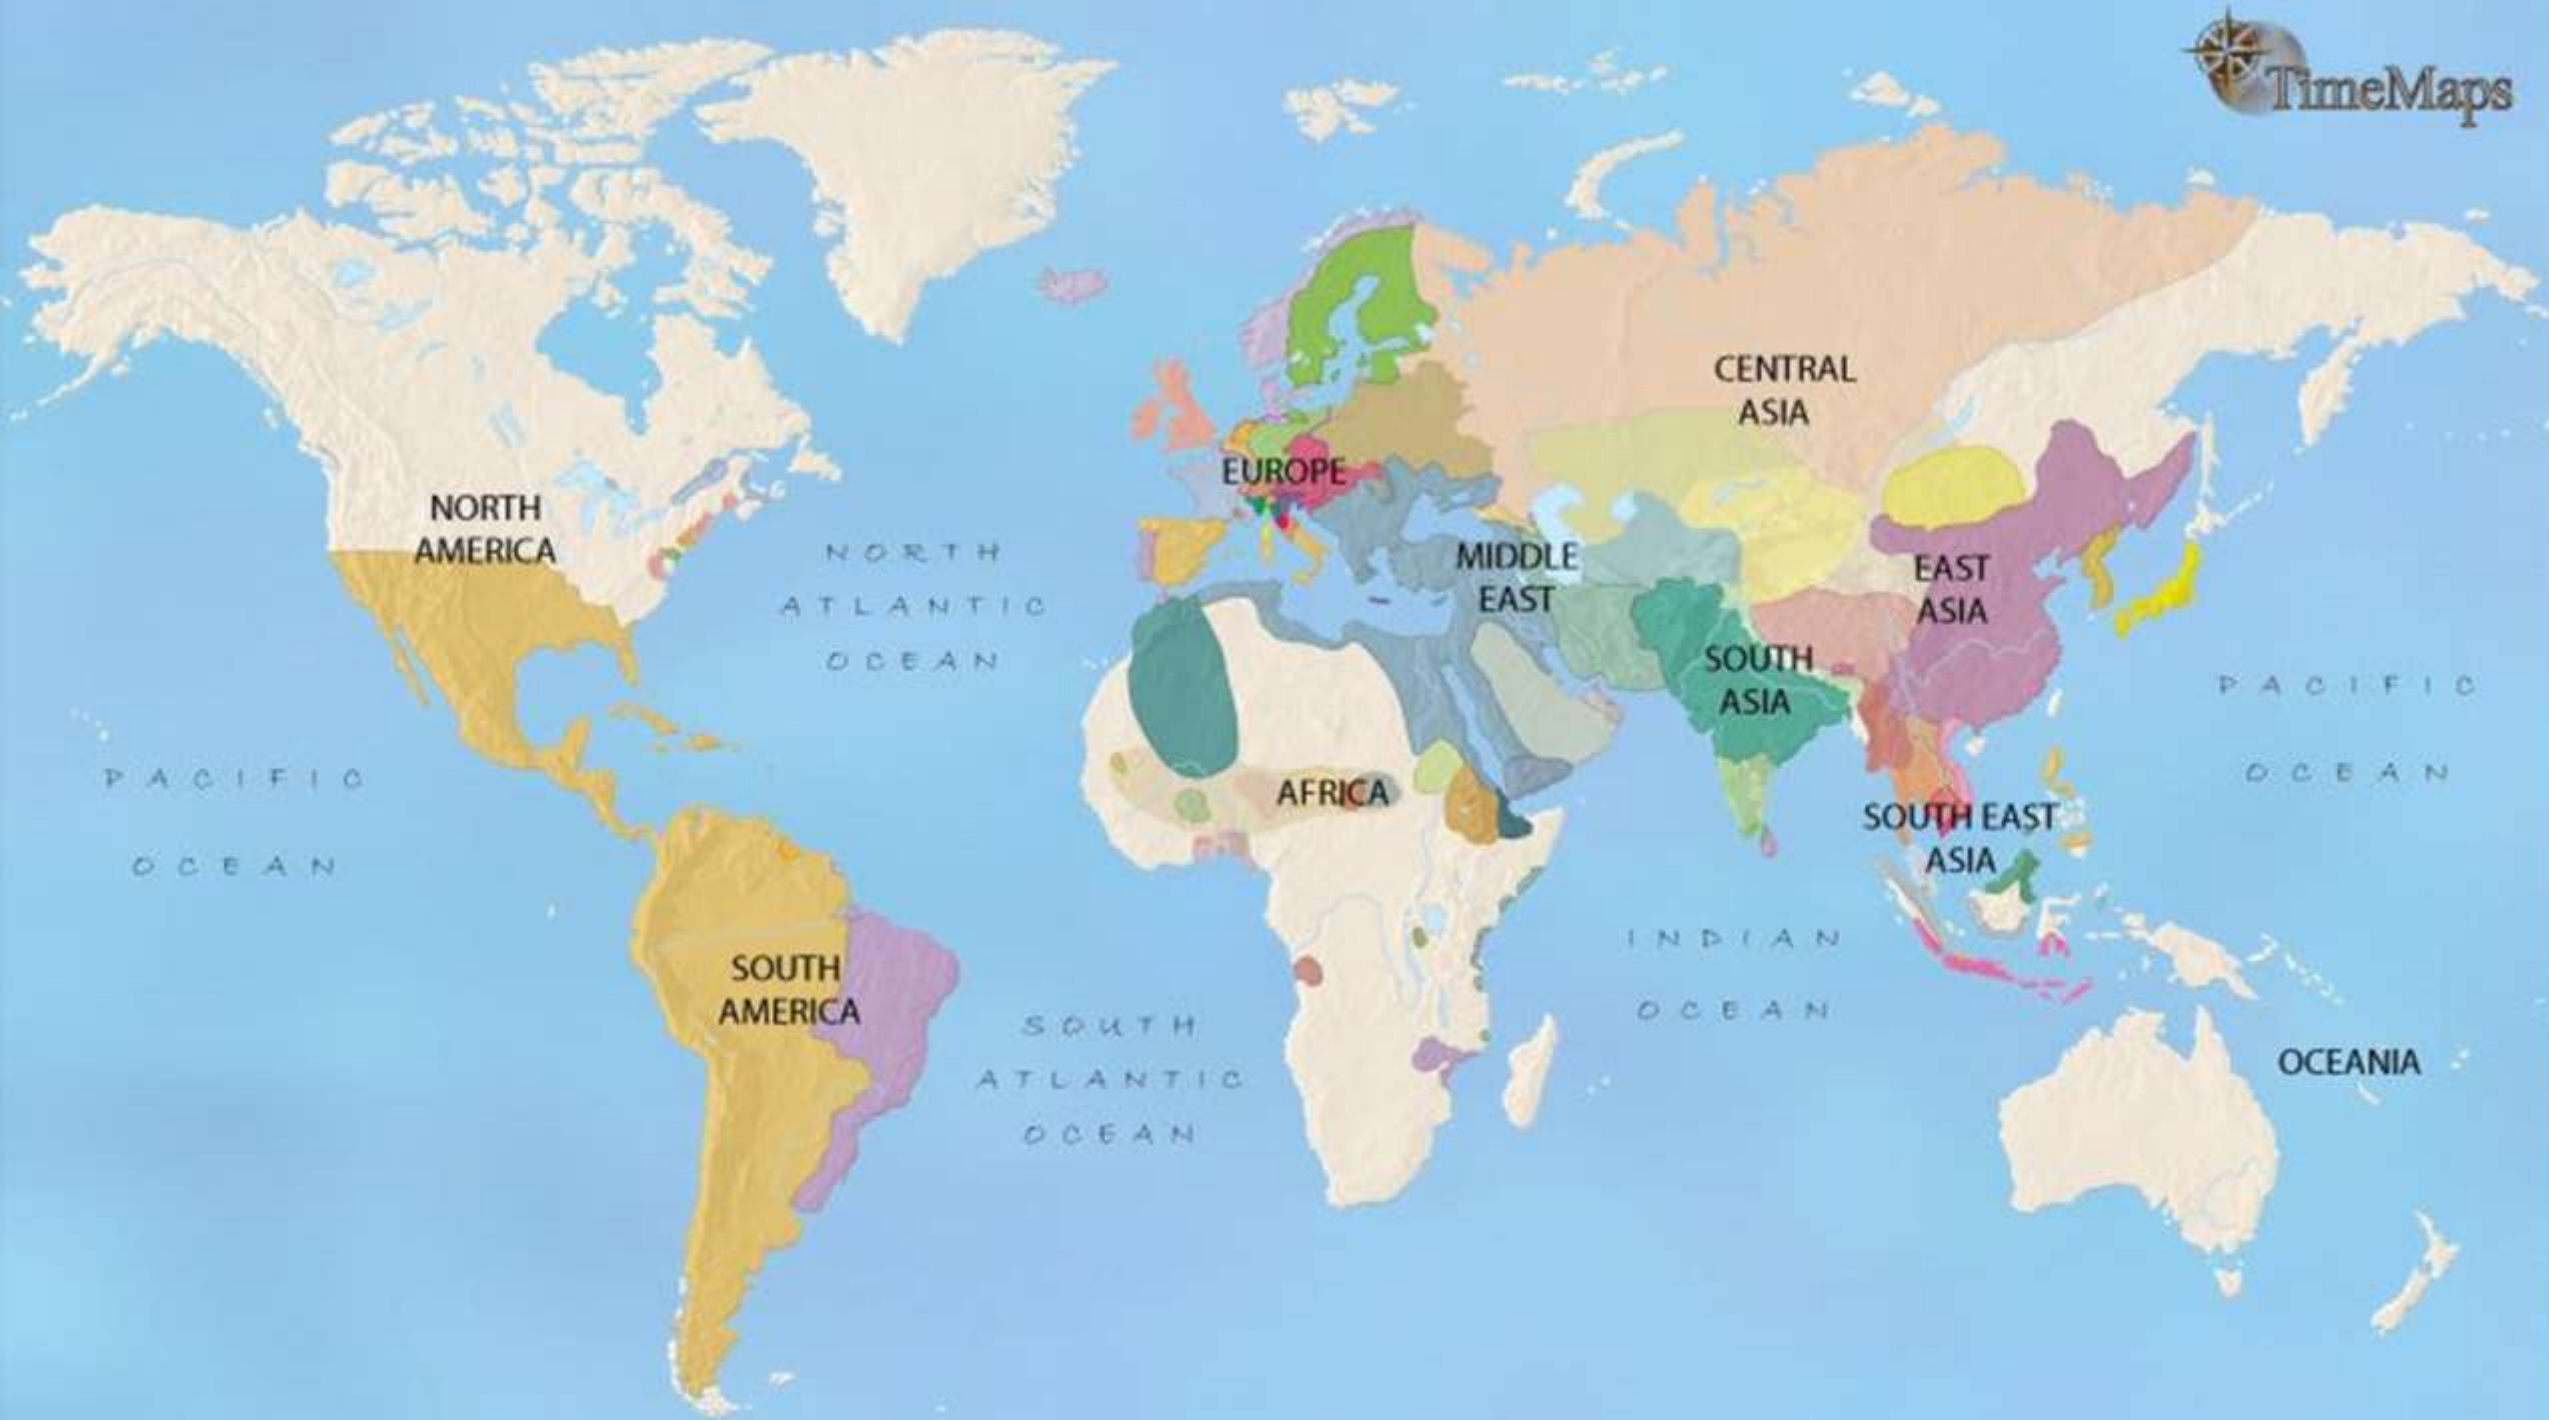 TimeMaps
CENTRAL
ASIA
EUROPE
NORTH
AMERICA
NORTH
ATLANTIC
OCEAN
MIDDLE
EAST
EAST
ASIA
SOUTH
ASIA
PACIFIC
OCEAN
PACIFIC
OCEAN
AFRICA
SOUTH EAST
ASIA
INDIAN
OCEAN
SOUTH
AMERICA
SOUTH
ATLANTIC
OCEAN
OCEANIA